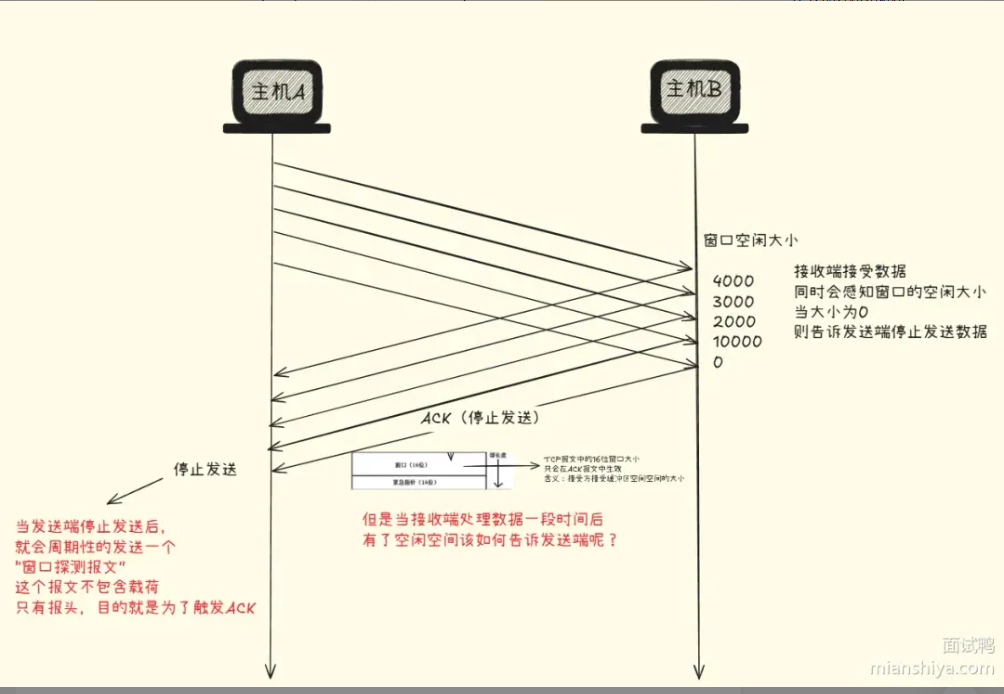 主机A
主机B
窗口空闲大小
4000
3000
2000
10000
0
接收端接受数据
同时会感知窗口的空闲大小
当大小为0
则告诉发送端停止发送数据
ACK（停止发送）
停止发送
窗口（16位）
紧急指针（16位）
TCP报文中的16位窗口大小
只会在ACK报文中生效
含义：接受方接受缓冲区空闲空间的大小
但是当接收端处理数据一段时间后
有了空闲空间该如何告诉发送端呢？
当发送端停止发送后，
就会周期性的发送一个
“窗口探测报文”
这个报文不包含载荷
只有报头，目的就是为了触发ACK
面试鸭
mianshiya.com